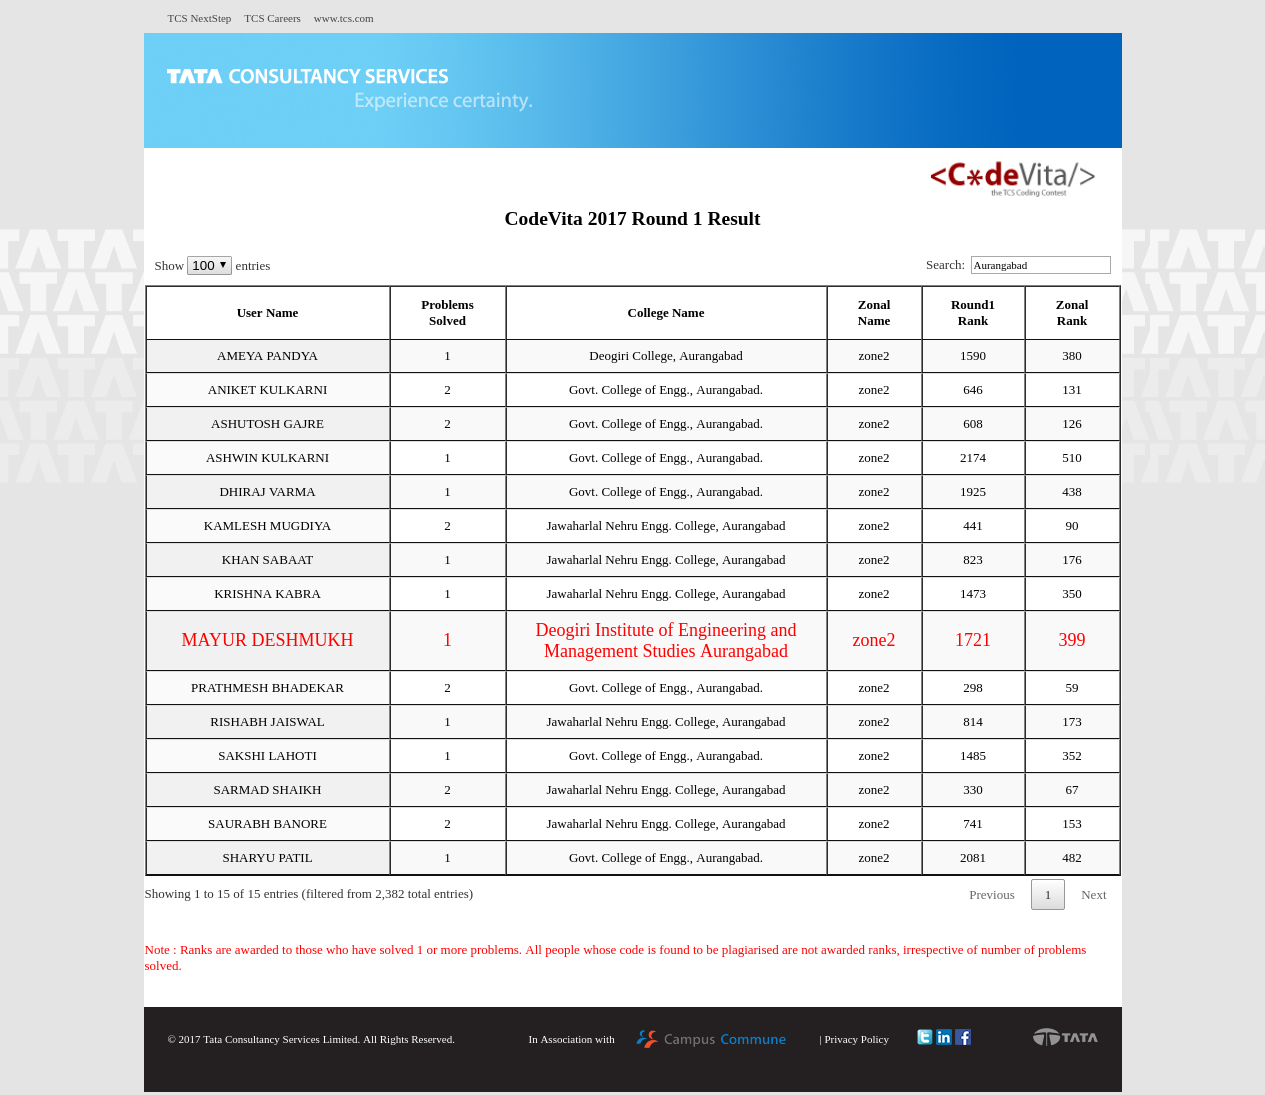 TCS NextStep TCS Careers www.tcs.com
TATA CONSULTANCY SERVICES
Experience certainty.
<C*deVita/>
the TCS Coding Contest
CodeVita 2017 Round 1 Result
Show 100 entries Search: Aurangabad
User Name Problems Solved College Name Zonal Name Round1 Rank Zonal Rank
AMEYA PANDYA 1 Deogiri College, Aurangabad zone2 1590 380
ANIKET KULKARNI 2 Govt. College of Engg., Aurangabad. zone2 646 131
ASHUTOSH GAJRE 2 Govt. College of Engg., Aurangabad. zone2 608 126
ASHWIN KULKARNI 1 Govt. College of Engg., Aurangabad. zone2 2174 510
DHIRAJ VARMA 1 Govt. College of Engg., Aurangabad. zone2 1925 438
KAMLESH MUGDIYA 2 Jawaharlal Nehru Engg. College, Aurangabad zone2 441 90
KHAN SABAAT 1 Jawaharlal Nehru Engg. College, Aurangabad zone2 823 176
KRISHNA KABRA 1 Jawaharlal Nehru Engg. College, Aurangabad zone2 1473 350
MAYUR DESHMUKH 1 Deogiri Institute of Engineering and Management Studies Aurangabad zone2 1721 399
PRATHMESH BHADEKAR 2 Govt. College of Engg., Aurangabad. zone2 298 59
RISHABH JAISWAL 1 Jawaharlal Nehru Engg. College, Aurangabad zone2 814 173
SAKSHI LAHOTI 1 Govt. College of Engg., Aurangabad. zone2 1485 352
SARMAD SHAIKH 2 Jawaharlal Nehru Engg. College, Aurangabad zone2 330 67
SAURABH BANORE 2 Jawaharlal Nehru Engg. College, Aurangabad zone2 741 153
SHARYU PATIL 1 Govt. College of Engg., Aurangabad. zone2 2081 482
Showing 1 to 15 of 15 entries (filtered from 2,382 total entries) Previous 1 Next
Note : Ranks are awarded to those who have solved 1 or more problems. All people whose code is found to be plagiarised are not awarded ranks, irrespective of number of problems
solved.
© 2017 Tata Consultancy Services Limited. All Rights Reserved. In Association with Campus Commune | Privacy Policy TATA